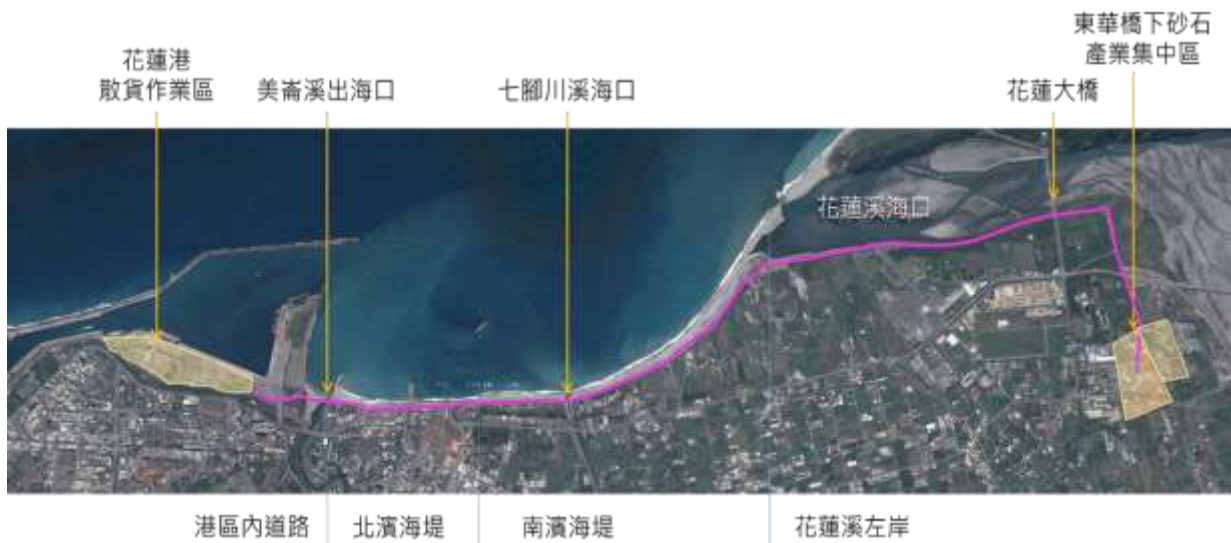 東華橋下砂石
產業集中區
花蓮港
散貨作業區
美崙溪出海口
七腳川溪海口
花蓮大橋
花蓮溪海口
港區內道路
北濱海堤
南濱海堤
花蓮溪左岸